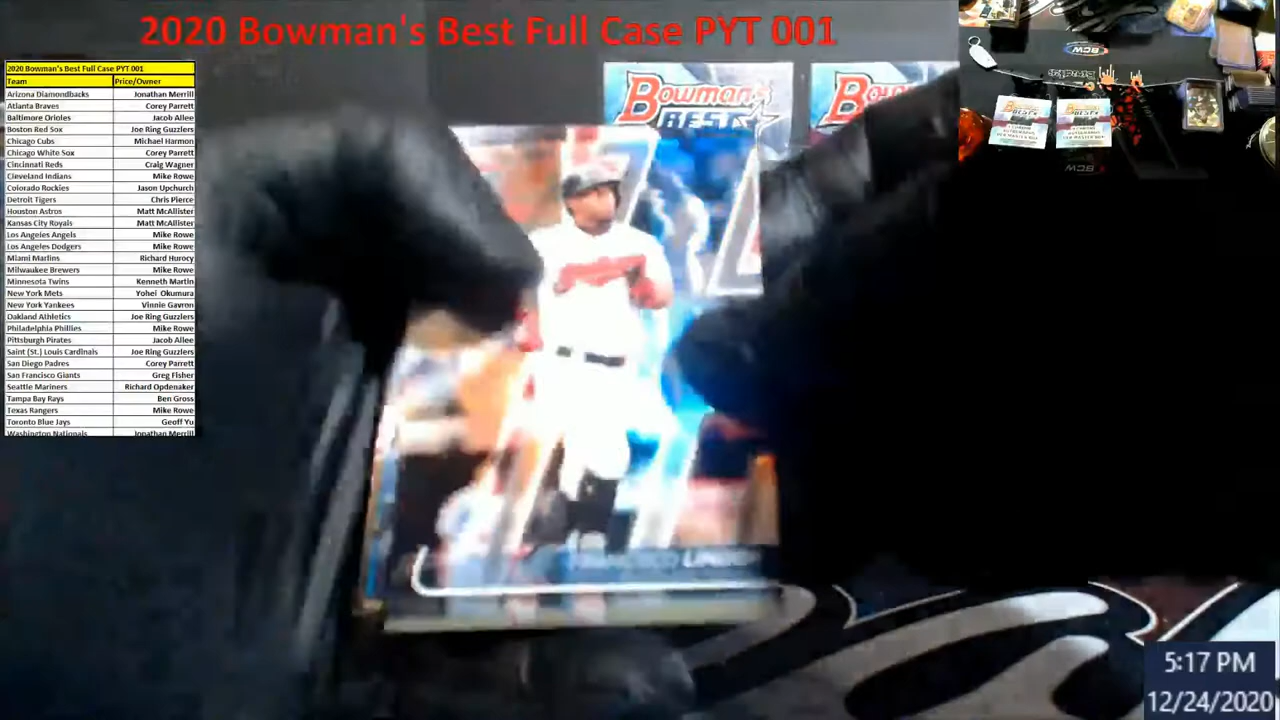 2020 Bowman's Best Full Case PYT 001
2020 Bowman's Best Full Case PYT 001
Team Price/Owner
Arizona Diamondbacks Jonathan Merrill
Atlanta Braves Corey Parrett
Baltimore Orioles Jacob Allee
Boston Red Sox Joe Ring Guzzlers
Chicago Cubs Michael Harmon
Chicago White Sox Corey Parrett
Cincinnati Reds Craig Wagner
Cleveland Indians Mike Rowe
Colorado Rockies Jason Upchurch
Detroit Tigers Chris Pierce
Houston Astros Matt McAllister
Kansas City Royals Matt McAllister
Los Angeles Angels Mike Rowe
Los Angeles Dodgers Mike Rowe
Miami Marlins Richard Hurocy
Milwaukee Brewers Mike Rowe
Minnesota Twins Kenneth Martin
New York Mets Yohei Okumura
New York Yankees Vinnie Gavron
Oakland Athletics Joe Ring Guzzlers
Philadelphia Phillies Mike Rowe
Pittsburgh Pirates Jacob Allee
Saint (St.) Louis Cardinals Joe Ring Guzzlers
San Diego Padres Corey Parrett
San Francisco Giants Greg Fisher
Seattle Mariners Richard Opdenaker
Tampa Bay Rays Ben Gross
Texas Rangers Mike Rowe
Toronto Blue Jays Geoff Yu
Washington Nationals Jonathan Merrill
Bowman's
BEST
BCW
BCW
5:17 PM
12/24/2020